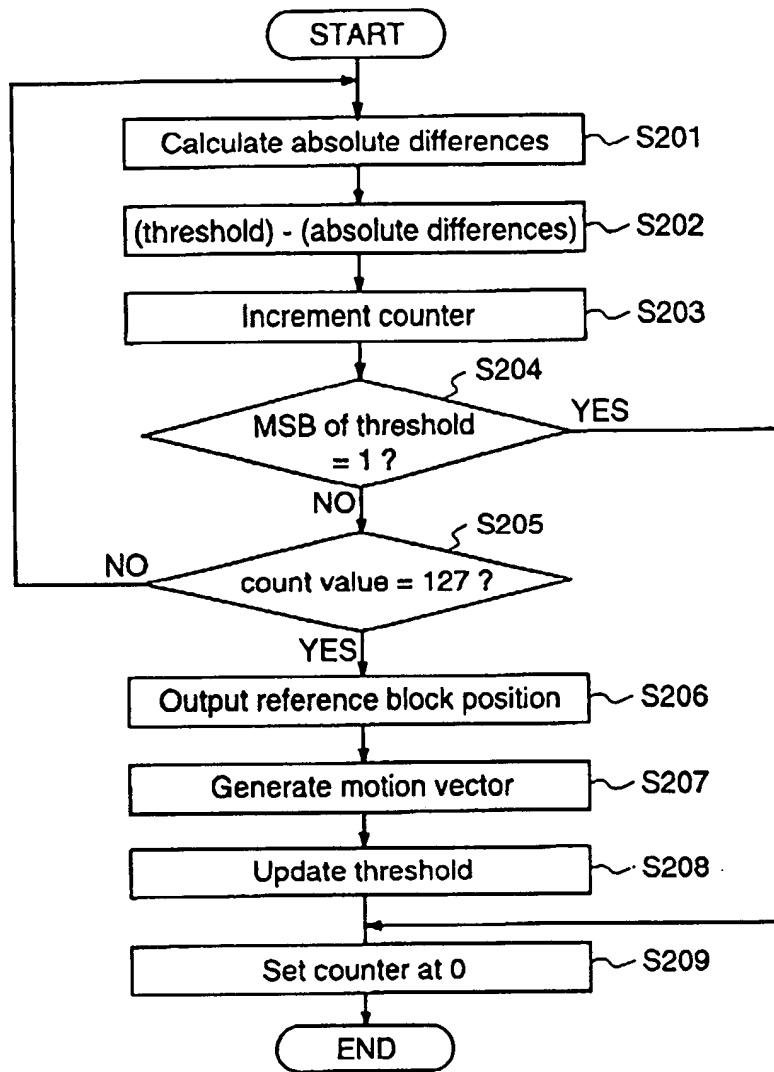 START
Calculate absolute differences
S201
(threshold) - (absolute differences)
S202
Increment counter
S203
S204
MSB of threshold
= 1 ?
YES
NO
S205
NO
count value = 127 ?
YES
Output reference block position
S206
Generate motion vector
S207
Update threshold
S208
Set counter at 0
S209
END